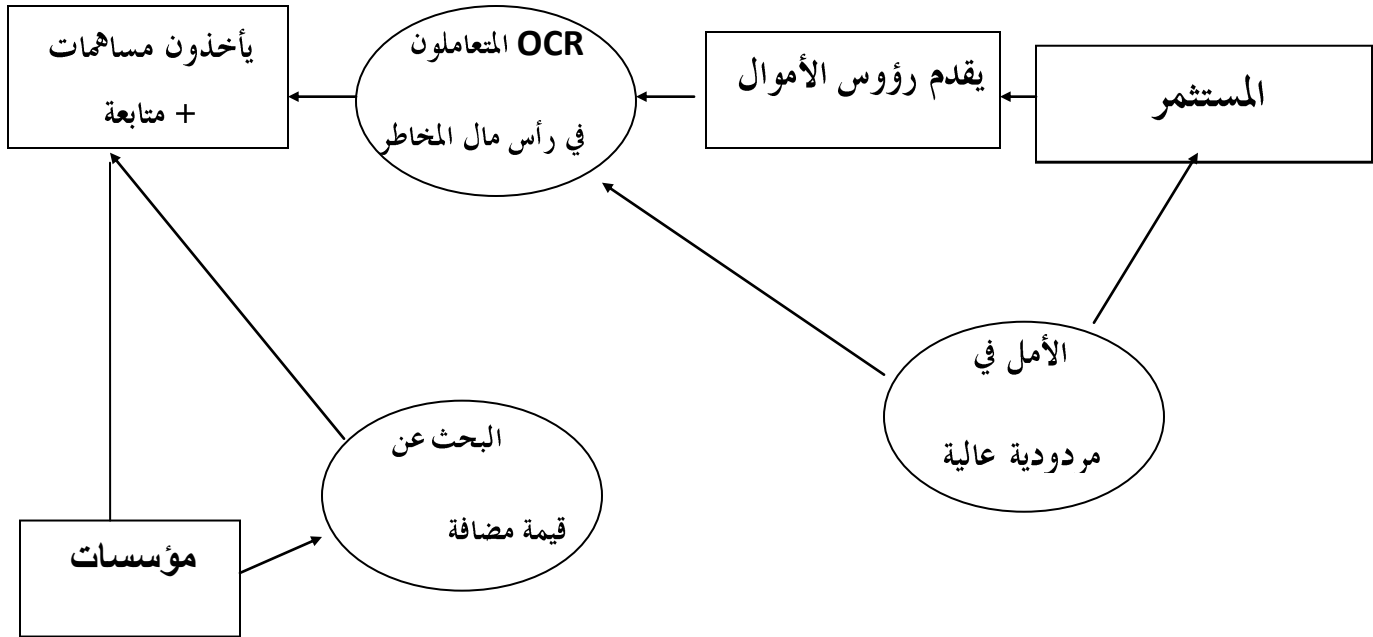 المستثمر
يقدم رؤوس الأموال
OCR المتعاملون
في رأس مال المخاطر
يأخذون مساهمات
+ متابعة
الأمل في
مردودية عالية
البحث عن
قيمة مضافة
مؤسسات